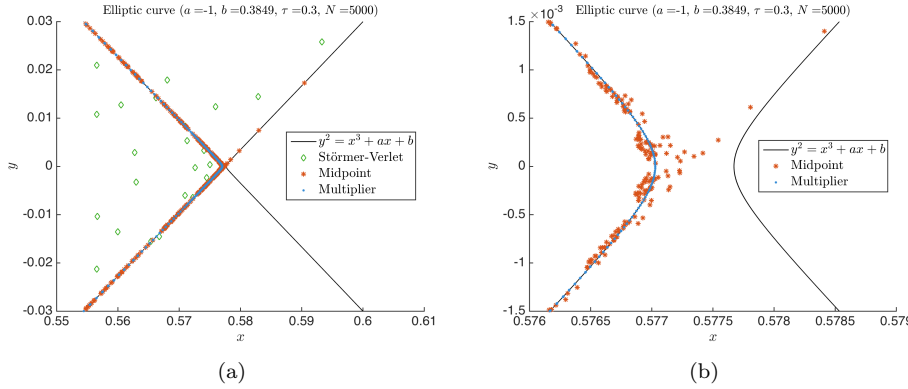 Elliptic curve (a =-1, b =0.3849, τ =0.3, N =5000)
0.03
0.02
0.01
0
-0.01
-0.02
-0.03
y
0.55
0.56
0.57
0.58
0.59
0.6
0.61
x
y² = x³ + ax + b
Störmer-Verlet
Midpoint
Multiplier
(a)
Elliptic curve (a =-1, b =0.3849, τ =0.3, N =5000)
×10⁻³
1.5
1
0.5
0
-0.5
-1
-1.5
y
0.576
0.5765
0.577
0.5775
0.578
0.5785
0.579
x
y² = x³ + ax + b
Midpoint
Multiplier
(b)